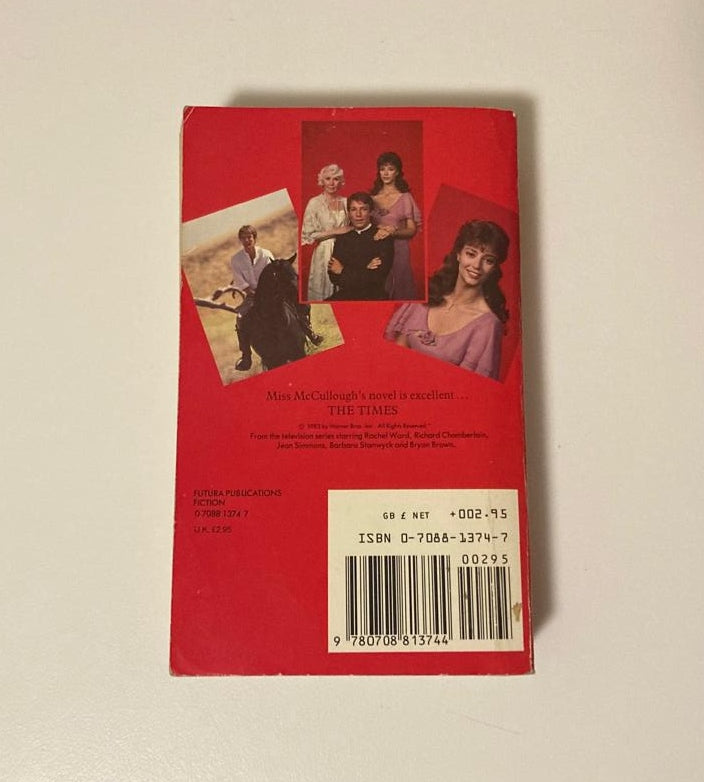 Miss McCullough's novel is excellent...
THE TIMES
© 1983 by Warner Bros. Inc. All Rights Reserved
From the television series starring Rachel Ward, Richard Chamberlain,
Jean Simmons, Barbara Stanwyck and Bryan Brown.
FUTURA PUBLICATIONS
FICTION
0 7088 1374 7
U.K. £2.95
GB £ NET +002.95
ISBN 0-7088-1374-7
00295
9 780708 813744